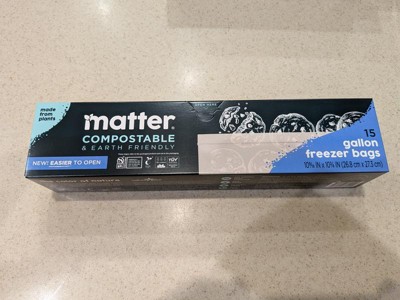 made
from
plants
matter.
COMPOSTABLE
& EARTH FRIENDLY
NEW! EASIER TO OPEN
15
gallon
freezer bags
10⅝ IN x 10¾ IN (26.8 cm x 27.3 cm)